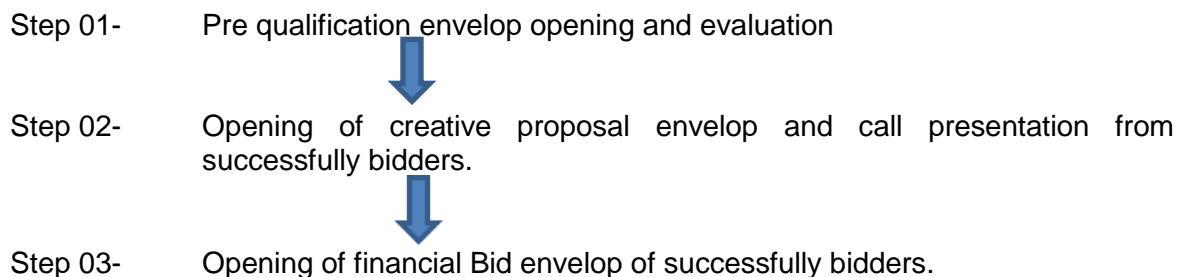 Step 01- Pre qualification envelop opening and evaluation
Step 02- Opening of creative proposal envelop and call presentation from
successfully bidders.
Step 03- Opening of financial Bid envelop of successfully bidders.